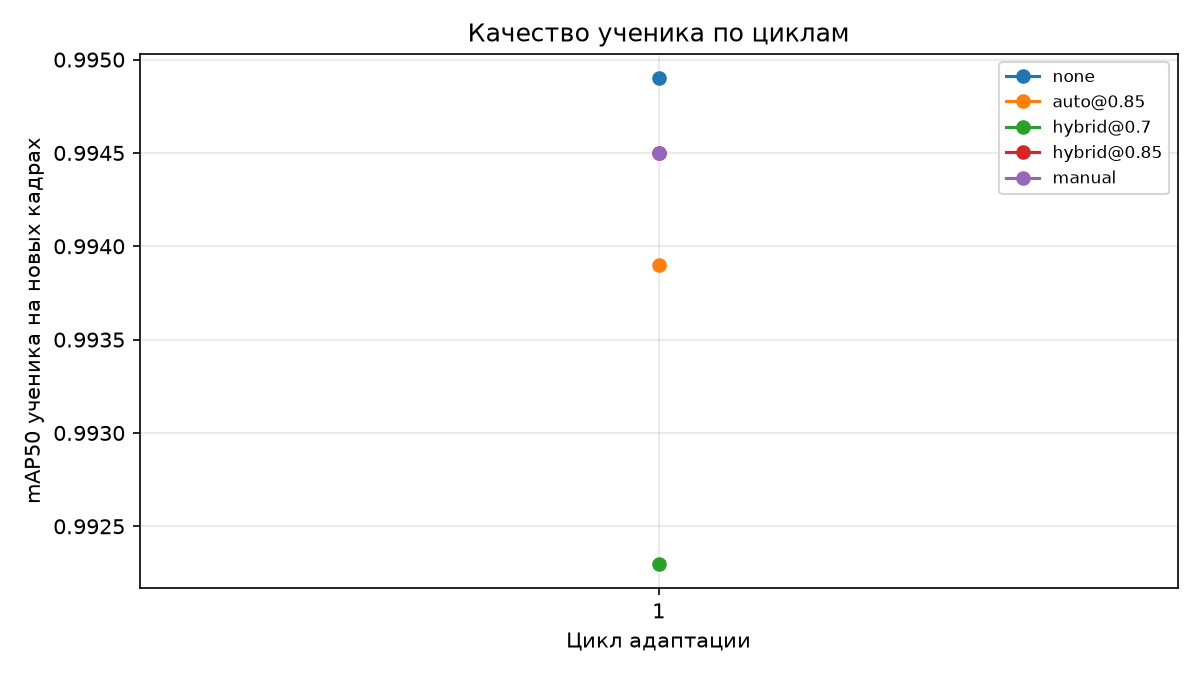 Качество ученика по циклам
mAP50 ученика на новых кадрах
0.9950
0.9945
0.9940
0.9935
0.9930
0.9925
none
auto@0.85
hybrid@0.7
hybrid@0.85
manual
1
Цикл адаптации